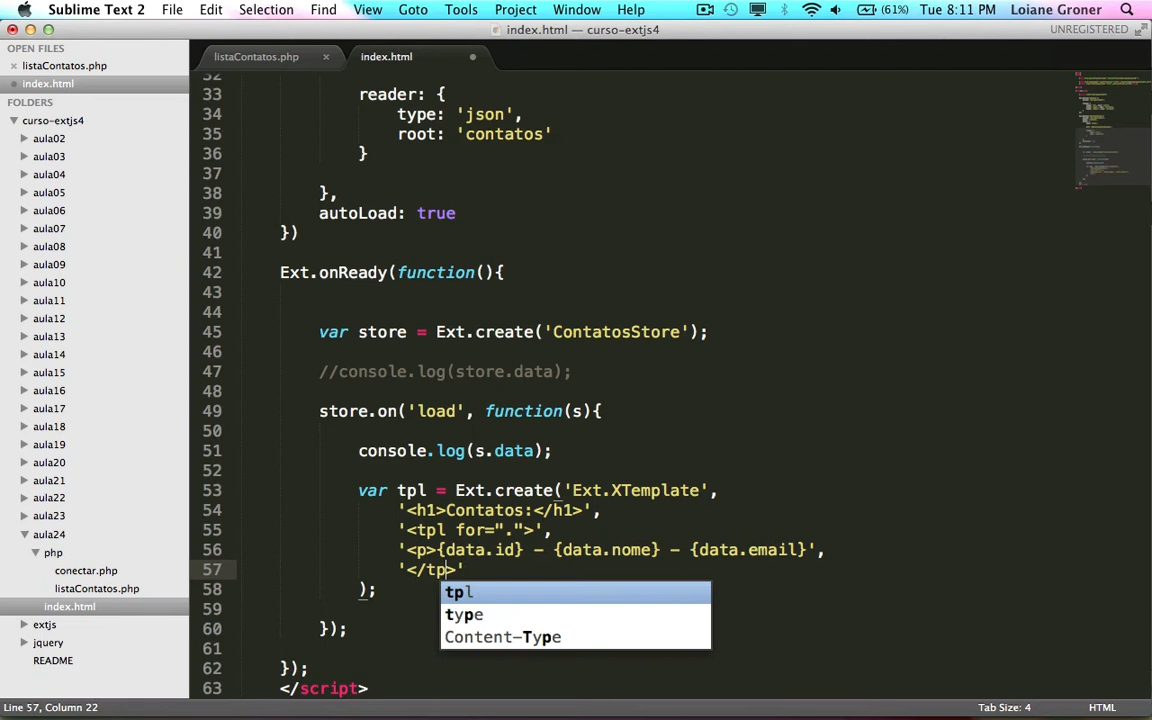 Sublime Text 2 File Edit Selection Find View Goto Tools Project Window Help (61%) Tue 8:11 PM Loiane Groner
index.html — curso-extjs4
UNREGISTERED
OPEN FILES
listaContatos.php
index.html
FOLDERS
curso-extjs4
aula02
aula03
aula04
aula05
aula06
aula07
aula08
aula09
aula10
aula11
aula12
aula13
aula14
aula15
aula16
aula17
aula18
aula19
aula20
aula21
aula22
aula23
aula24
php
conectar.php
listaContatos.php
index.html
extjs
jquery
README
listaContatos.php ×
index.html
32
33 reader: {
34 type: 'json',
35 root: 'contatos'
36 }
37
38 },
39 autoLoad: true
40 })
41
42 Ext.onReady(function(){
43
44
45 var store = Ext.create('ContatosStore');
46
47 //console.log(store.data);
48
49 store.on('load', function(s){
50
51 console.log(s.data);
52
53 var tpl = Ext.create('Ext.XTemplate',
54 '<h1>Contatos:</h1>',
55 '<tpl for=".">',
56 '<p>{data.id} - {data.nome} - {data.email}',
57 '</tp>'
58 );
59
60 });
61
62 });
63 </script>
tpl
type
Content-Type
Line 57, Column 22
Tab Size: 4
HTML